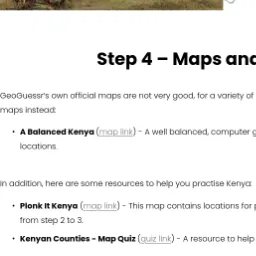 Step 4 – Maps and
GeoGuessr's own official maps are not very good, for a variety of
maps instead:
• A Balanced Kenya (map link) - A well balanced, computer g
locations.
In addition, here are some resources to help you practise Kenya:
• Plonk It Kenya (map link) - This map contains locations for p
from step 2 to 3.
• Kenyan Counties - Map Quiz (quiz link) - A resource to help